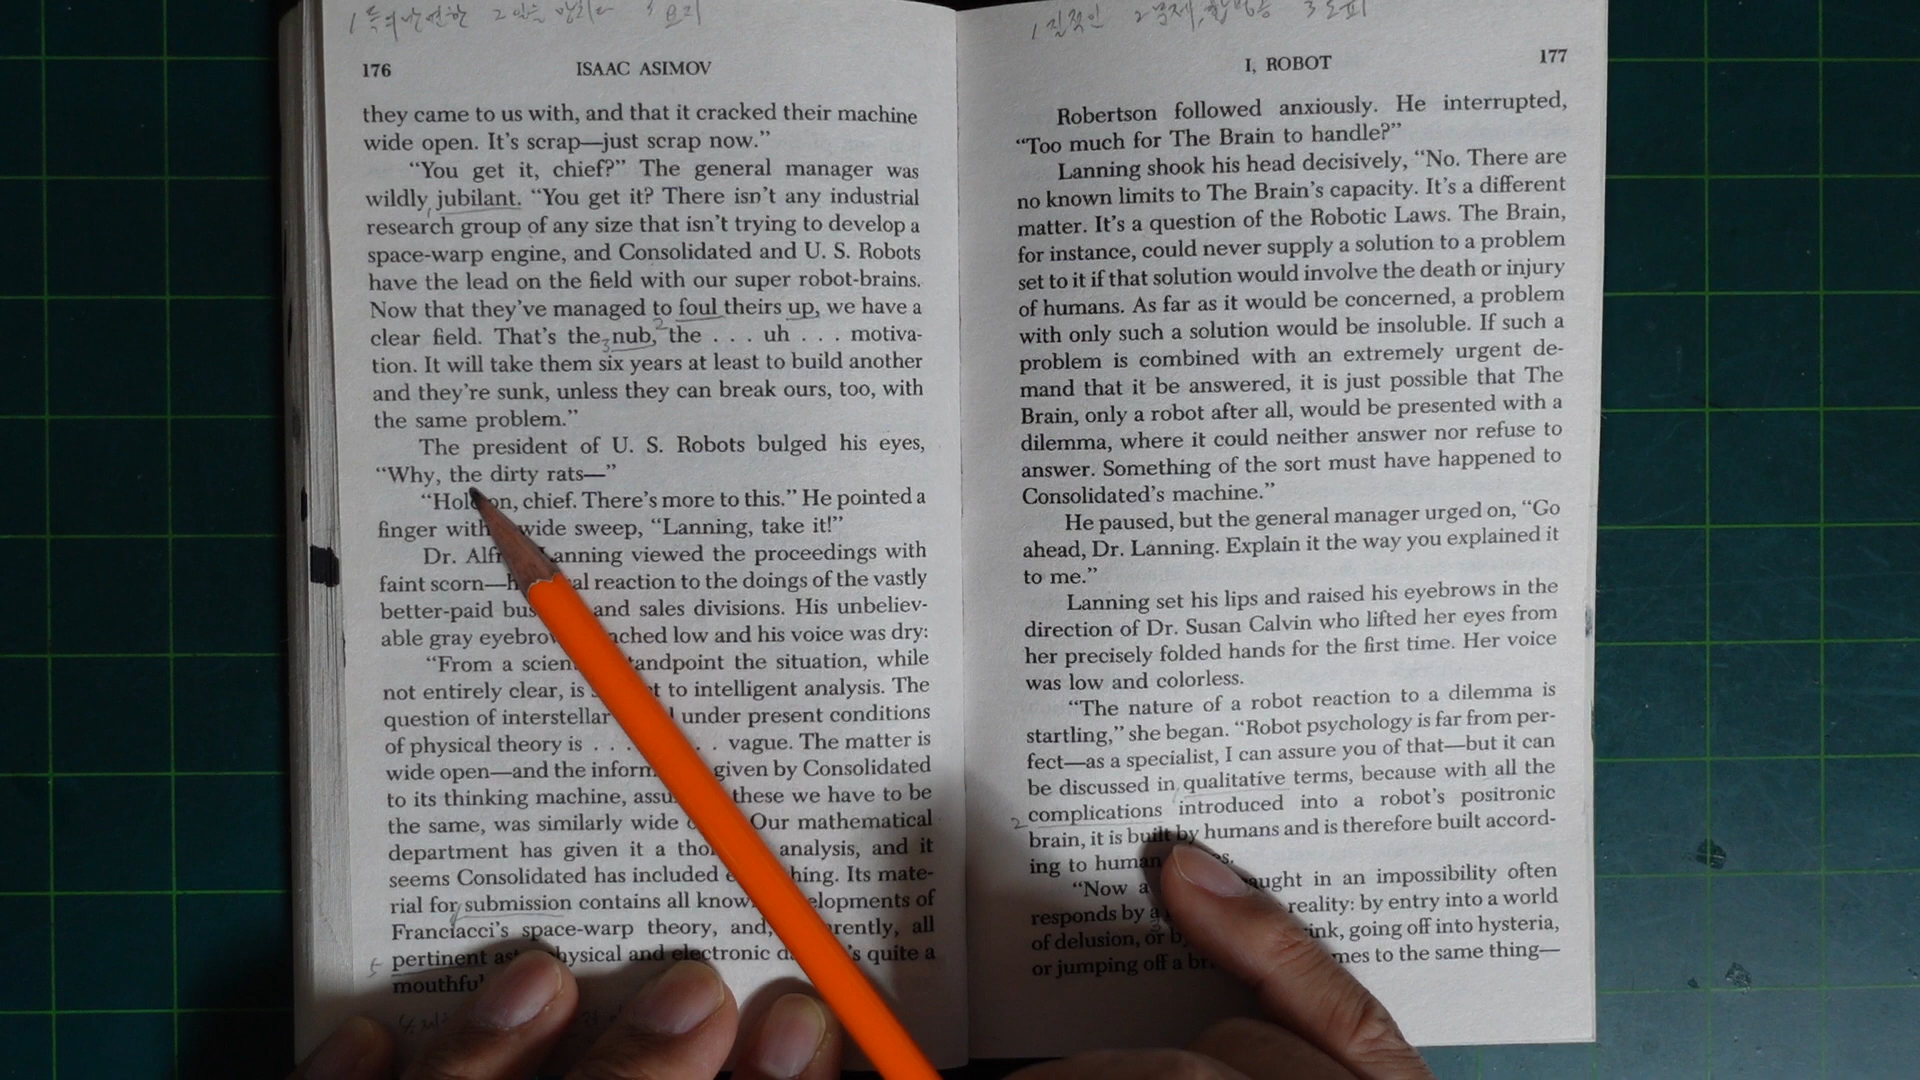 176
ISAAC ASIMOV
they came to us with, and that it cracked their machine
wide open. It's scrap—just scrap now.”
“You get it, chief?” The general manager was
wildly jubilant. “You get it? There isn't any industrial
research group of any size that isn't trying to develop a
space-warp engine, and Consolidated and U. S. Robots
have the lead on the field with our super robot-brains.
Now that they've managed to foul theirs up, we have a
clear field. That's the nub, the . . . uh . . . motiva-
tion. It will take them six years at least to build another
and they're sunk, unless they can break ours, too, with
the same problem.”
The president of U. S. Robots bulged his eyes,
“Why, the dirty rats—”
“Hold on, chief. There's more to this.” He pointed a
finger with wide sweep, “Lanning, take it!”
Dr. Lanning viewed the proceedings with
faint scorn— reaction to the doings of the vastly
better-paid and sales divisions. His unbeliev-
able gray low and his voice was dry:
“From a the situation, while
not entirely clear, is to intelligent analysis. The
question of interstellar under present conditions
of physical theory is . . . . . vague. The matter is
wide open—and the given by Consolidated
to its thinking machine, these we have to be
the same, was similarly wide Our mathematical
department has given it a analysis, and it
seems Consolidated has included Its mate-
rial for submission contains all of
Franciacci's space-warp theory, and, all
pertinent and electronic quite a
177
I, ROBOT
Robertson followed anxiously. He interrupted,
“Too much for The Brain to handle?”
Lanning shook his head decisively, “No. There are
no known limits to The Brain's capacity. It's a different
matter. It's a question of the Robotic Laws. The Brain,
for instance, could never supply a solution to a problem
set to it if that solution would involve the death or injury
of humans. As far as it would be concerned, a problem
with only such a solution would be insoluble. If such a
problem is combined with an extremely urgent de-
mand that it be answered, it is just possible that The
Brain, only a robot after all, would be presented with a
dilemma, where it could neither answer nor refuse to
answer. Something of the sort must have happened to
Consolidated's machine.”
He paused, but the general manager urged on, “Go
ahead, Dr. Lanning. Explain it the way you explained it
to me.”
Lanning set his lips and raised his eyebrows in the
direction of Dr. Susan Calvin who lifted her eyes from
her precisely folded hands for the first time. Her voice
was low and colorless.
“The nature of a robot reaction to a dilemma is
startling,” she began. “Robot psychology is far from per-
fect—as a specialist, I can assure you of that—but it can
be discussed in qualitative terms, because with all the
complications introduced into a robot's positronic
brain, it is built by humans and is therefore built accord-
ing to human
“Now in an impossibility often
responds by reality: by entry into a world
of delusion, or going off into hysteria,
or jumping off a to the same thing—